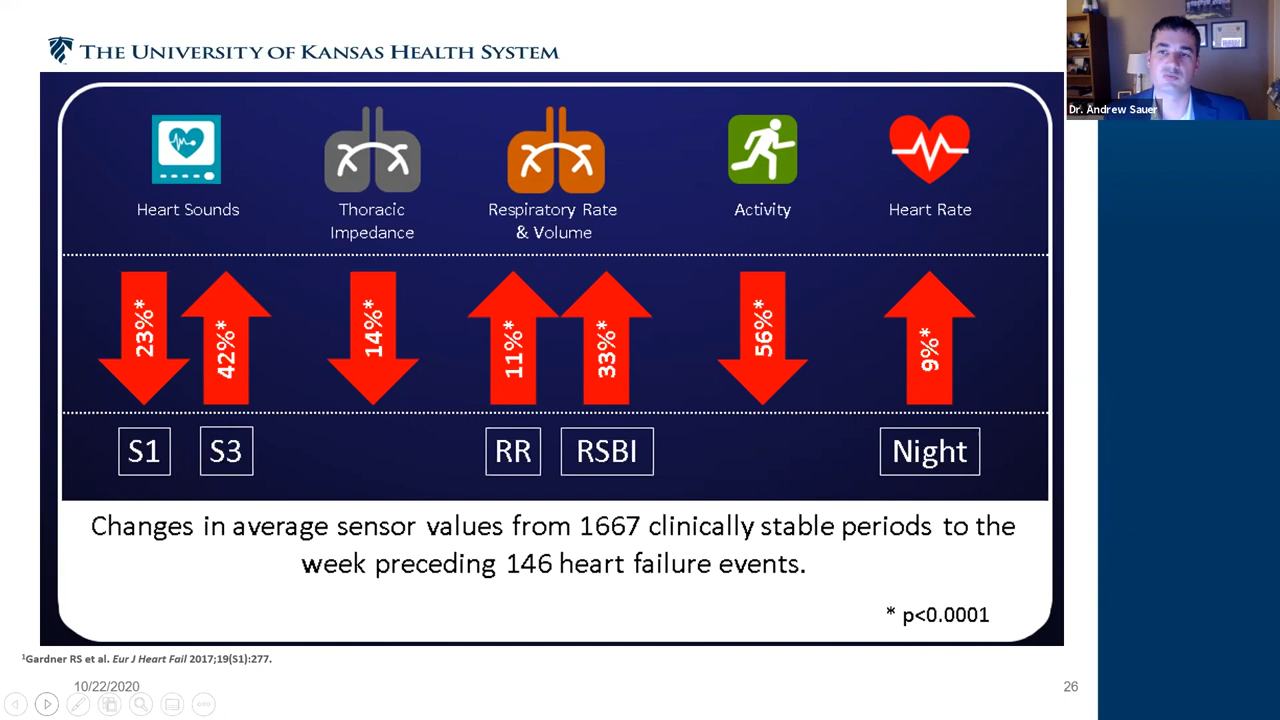 THE UNIVERSITY OF KANSAS HEALTH SYSTEM
Dr. Andrew Sauer
Heart Sounds
Thoracic
Impedance
Respiratory Rate
& Volume
Activity
Heart Rate
23%*
42%*
14%*
11%*
33%*
56%*
9%*
S1
S3
RR
RSBI
Night
Changes in average sensor values from 1667 clinically stable periods to the
week preceding 146 heart failure events.
* p<0.0001
¹Gardner RS et al. Eur J Heart Fail 2017;19(S1):277.
10/22/2020
26